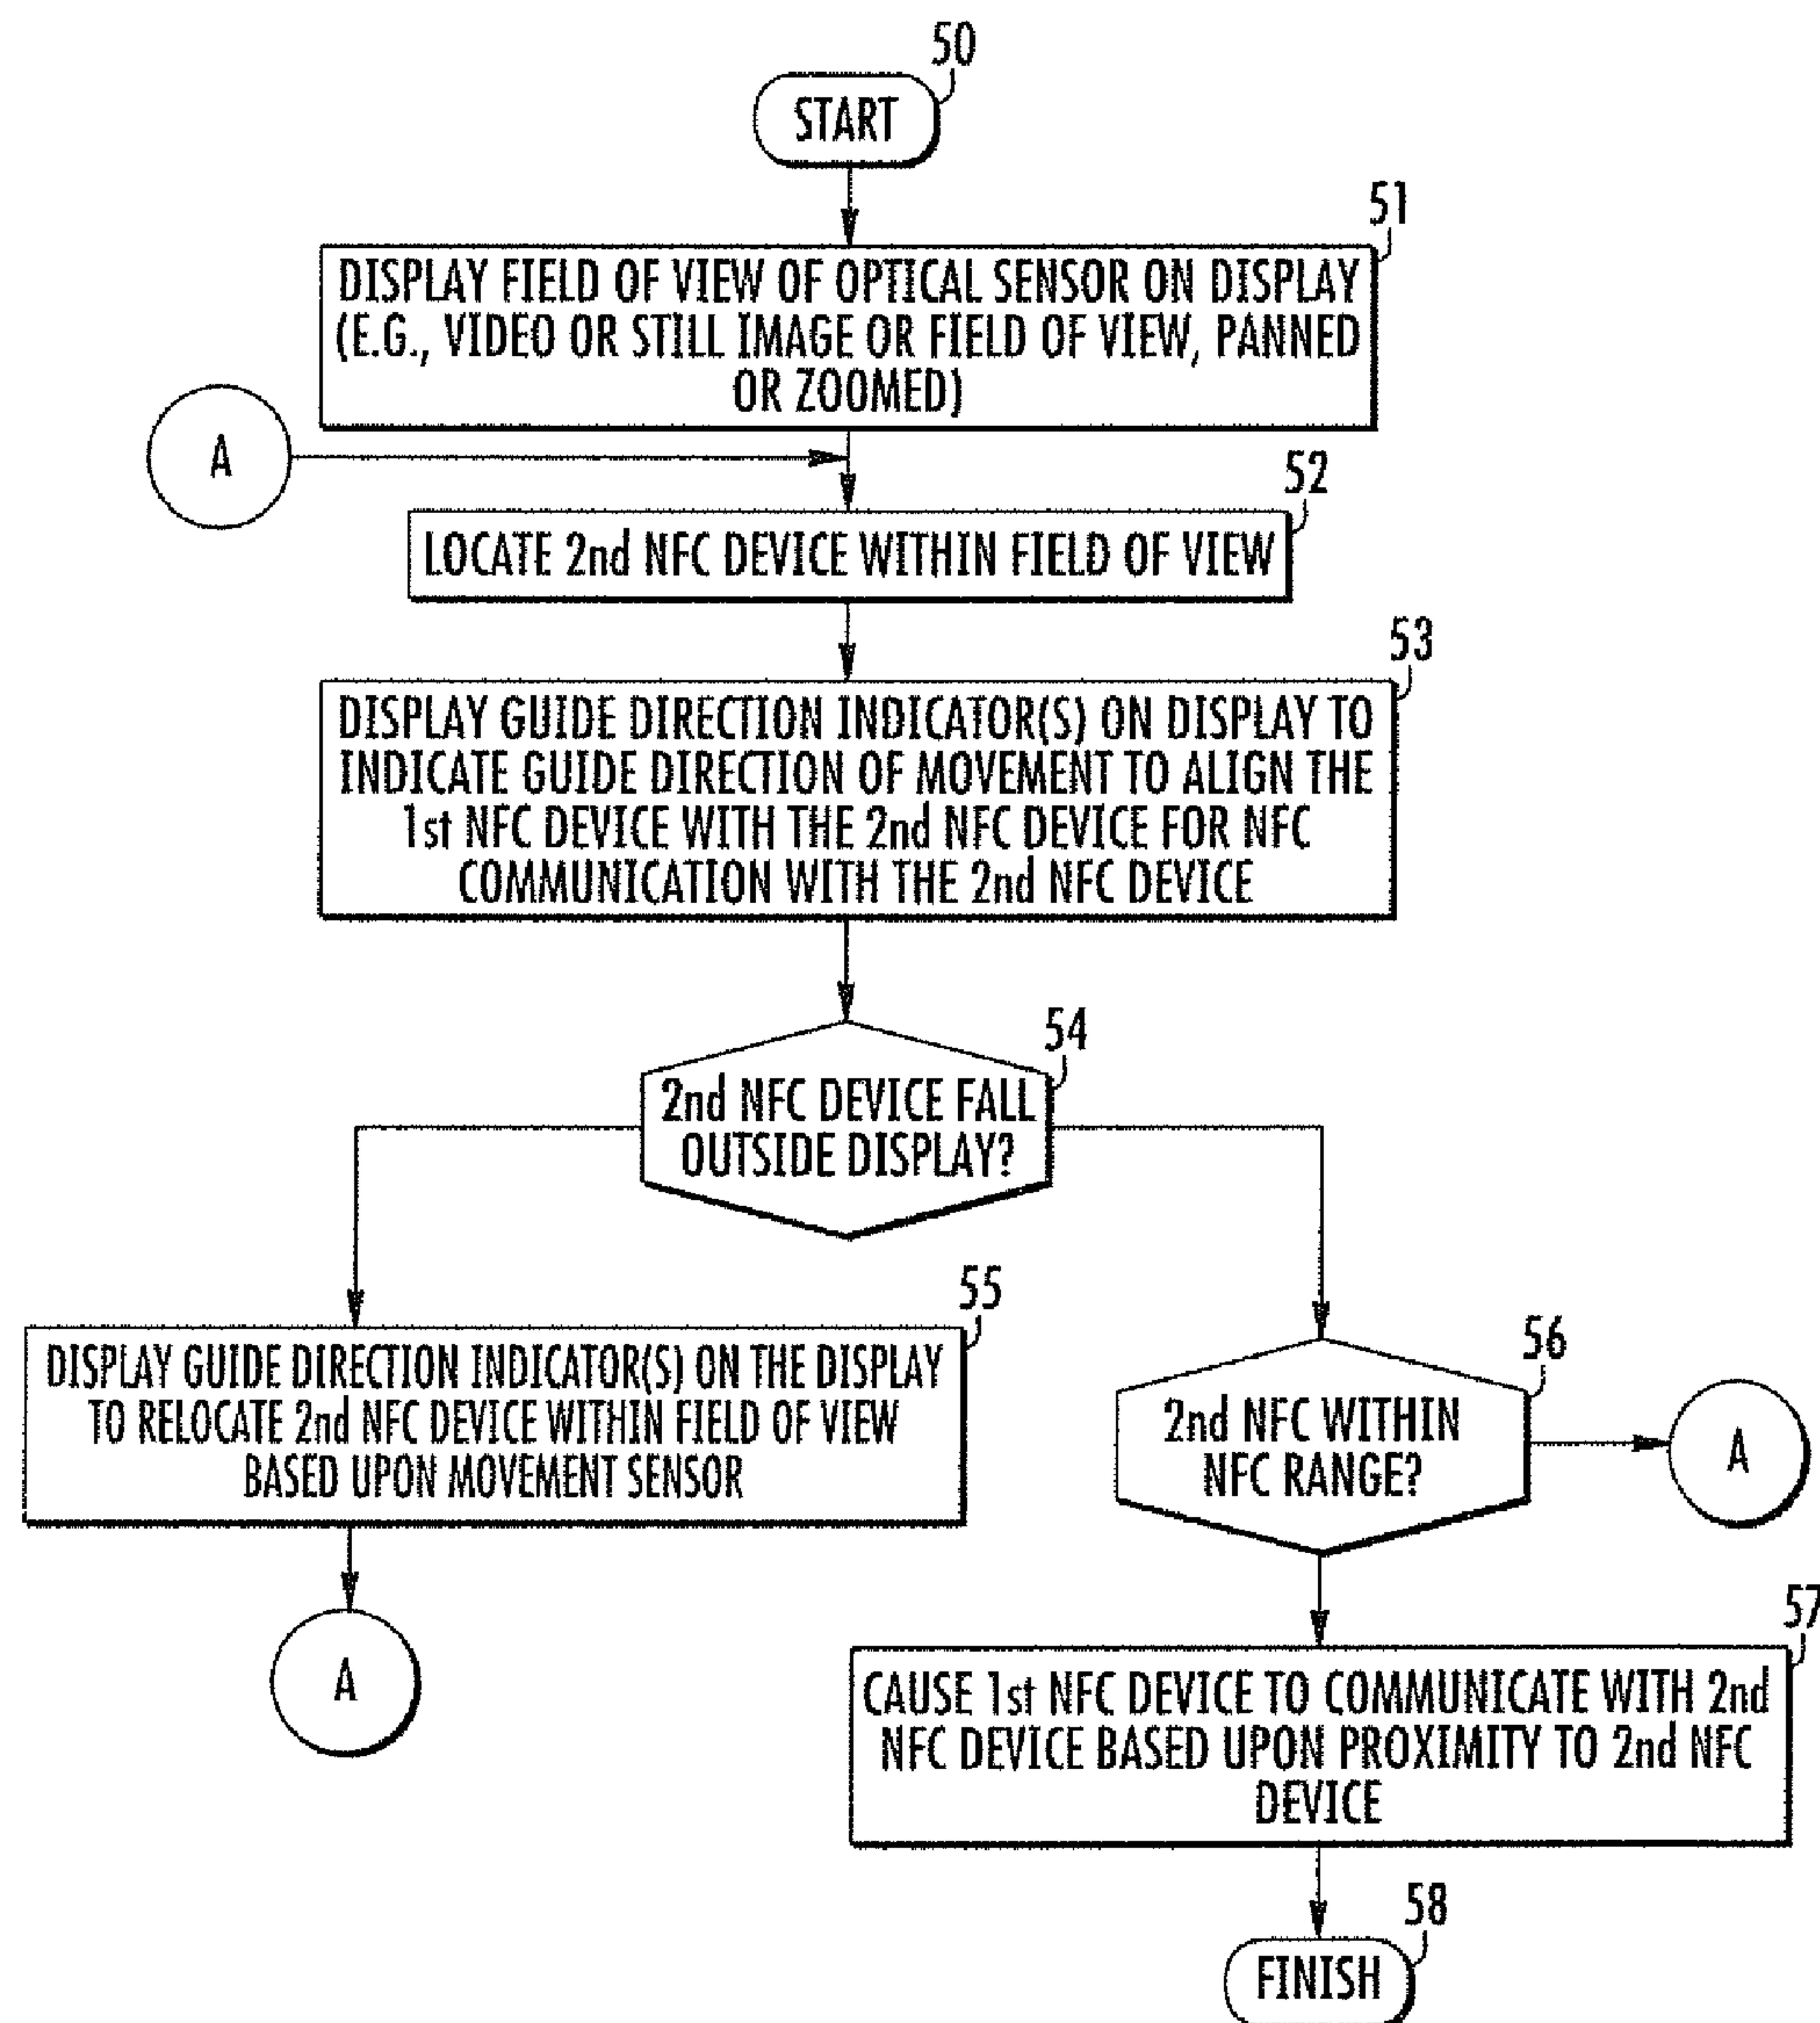 50
START
51
DISPLAY FIELD OF VIEW OF OPTICAL SENSOR ON DISPLAY
(E.G., VIDEO OR STILL IMAGE OR FIELD OF VIEW, PANNED
OR ZOOMED)
A
52
LOCATE 2nd NFC DEVICE WITHIN FIELD OF VIEW
53
DISPLAY GUIDE DIRECTION INDICATOR(S) ON DISPLAY TO
INDICATE GUIDE DIRECTION OF MOVEMENT TO ALIGN THE
1st NFC DEVICE WITH THE 2nd NFC DEVICE FOR NFC
COMMUNICATION WITH THE 2nd NFC DEVICE
54
2nd NFC DEVICE FALL
OUTSIDE DISPLAY?
55
DISPLAY GUIDE DIRECTION INDICATOR(S) ON THE DISPLAY
TO RELOCATE 2nd NFC DEVICE WITHIN FIELD OF VIEW
BASED UPON MOVEMENT SENSOR
A
56
2nd NFC WITHIN
NFC RANGE?
A
57
CAUSE 1st NFC DEVICE TO COMMUNICATE WITH 2nd
NFC DEVICE BASED UPON PROXIMITY TO 2nd NFC
DEVICE
58
FINISH